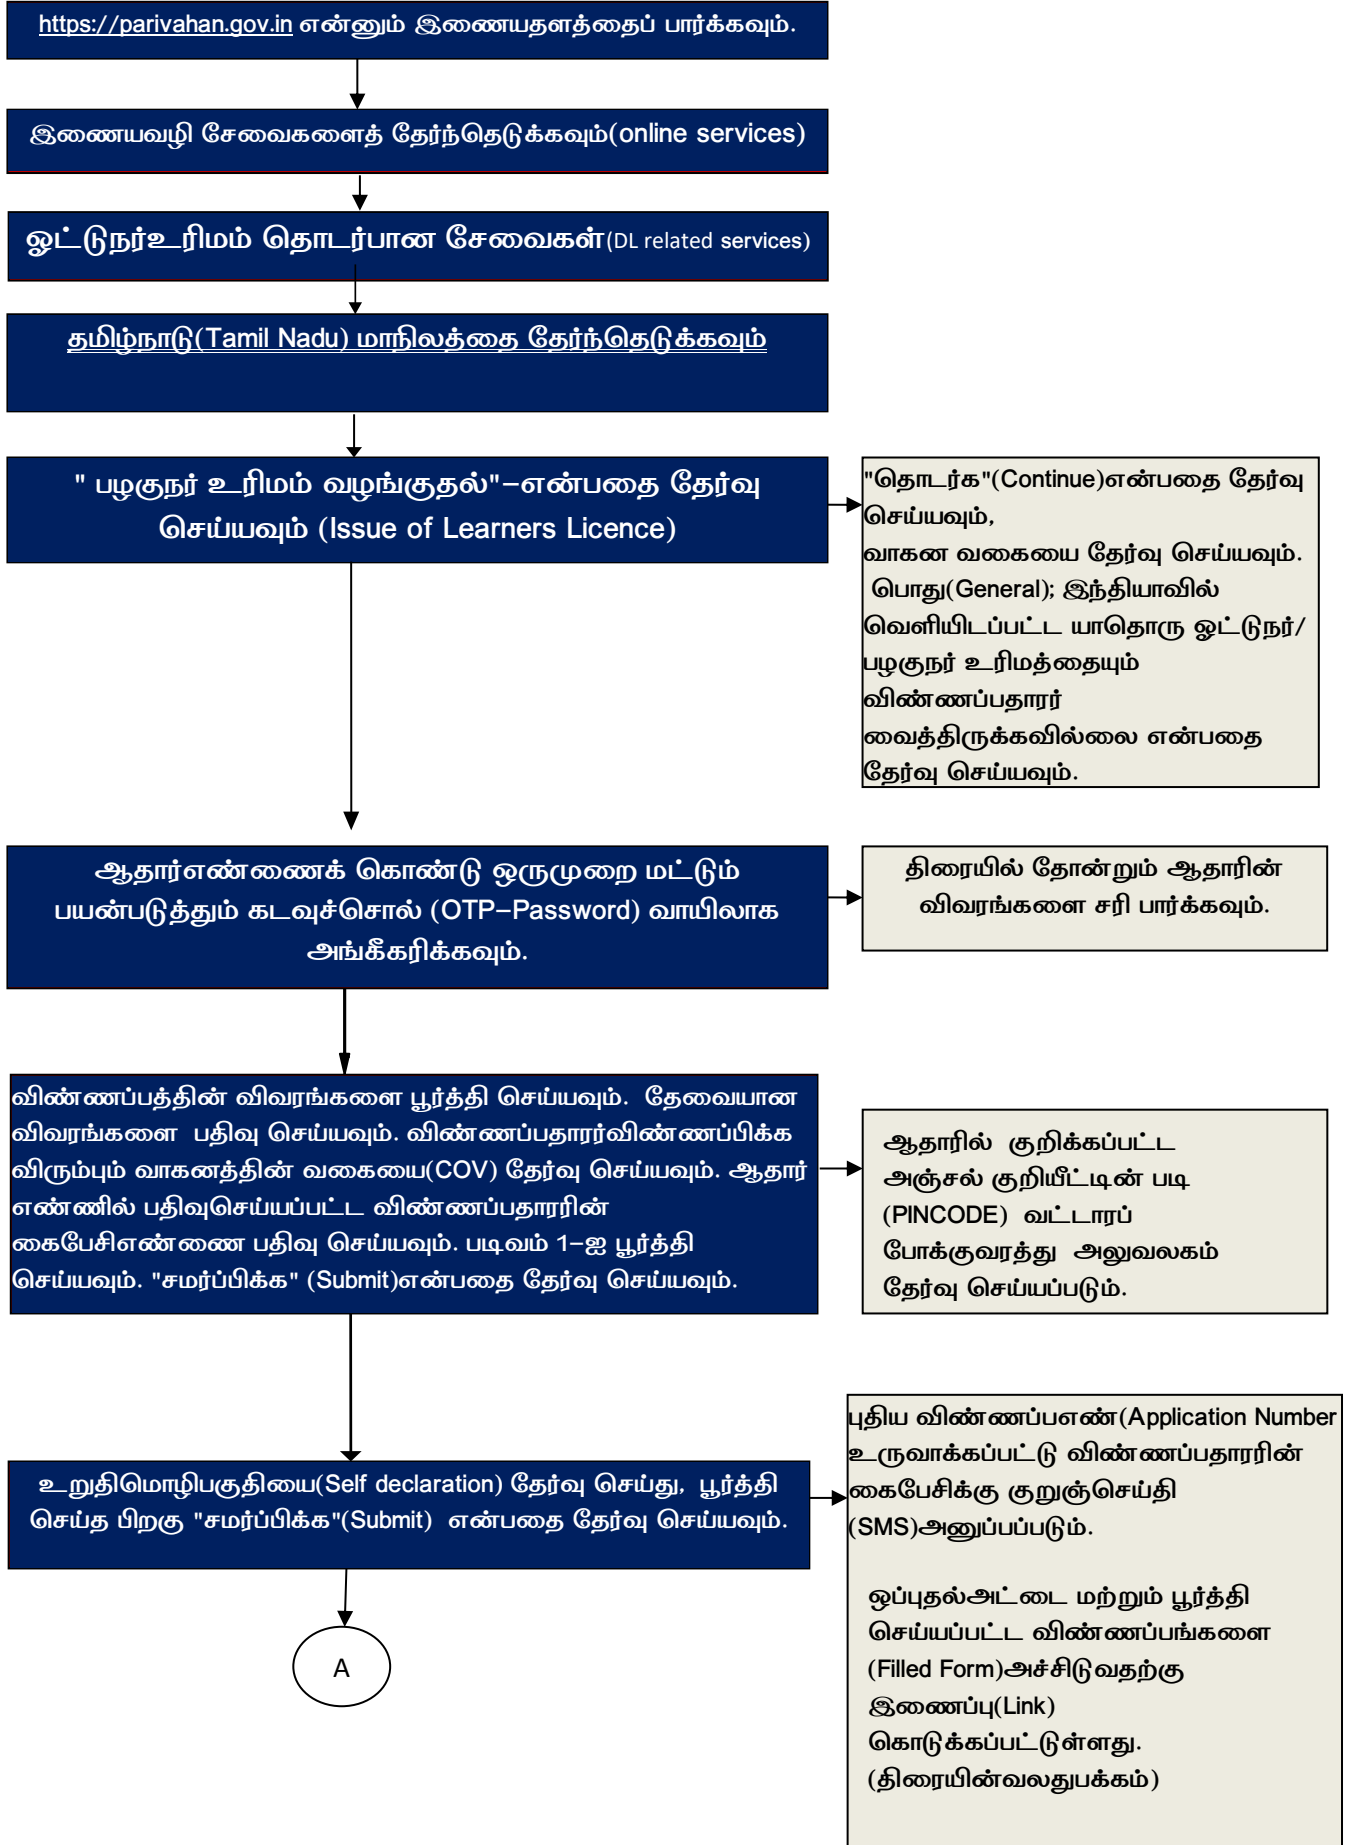 https://parivahan.gov.in என்னும் இணையதளத்தைப் பார்க்கவும்.
இணையவழி சேவைகளைத் தேர்ந்தெடுக்கவும்(online services)
ஓட்டுநர்உரிமம் தொடர்பான சேவைகள்(DL related services)
தமிழ்நாடு(Tamil Nadu) மாநிலத்தை தேர்ந்தெடுக்கவும்
" பழகுநர் உரிமம் வழங்குதல்"–என்பதை தேர்வு
செய்யவும் (Issue of Learners Licence)
"தொடர்க"(Continue)என்பதை தேர்வு
செய்யவும்,
வாகன வகையை தேர்வு செய்யவும்.
பொது(General); இந்தியாவில்
வெளியிடப்பட்ட யாதொரு ஓட்டுநர்/
பழகுநர் உரிமத்தையும்
விண்ணப்பதாரர்
வைத்திருக்கவில்லை என்பதை
தேர்வு செய்யவும்.
ஆதார்எண்ணைக் கொண்டு ஒருமுறை மட்டும்
பயன்படுத்தும் கடவுச்சொல் (OTP–Password) வாயிலாக
அங்கீகரிக்கவும்.
திரையில் தோன்றும் ஆதாரின்
விவரங்களை சரி பார்க்கவும்.
விண்ணப்பத்தின் விவரங்களை பூர்த்தி செய்யவும். தேவையான
விவரங்களை பதிவு செய்யவும். விண்ணப்பதாரர்விண்ணப்பிக்க
விரும்பும் வாகனத்தின் வகையை(COV) தேர்வு செய்யவும். ஆதார்
எண்ணில் பதிவுசெய்யப்பட்ட விண்ணப்பதாரரின்
கைபேசிஎண்ணை பதிவு செய்யவும். படிவம் 1–ஐ பூர்த்தி
செய்யவும். "சமர்ப்பிக்க" (Submit)என்பதை தேர்வு செய்யவும்.
ஆதாரில் குறிக்கப்பட்ட
அஞ்சல் குறியீட்டின் படி
(PINCODE) வட்டாரப்
போக்குவரத்து அலுவலகம்
தேர்வு செய்யப்படும்.
உறுதிமொழிபகுதியை(Self declaration) தேர்வு செய்து, பூர்த்தி
செய்த பிறகு "சமர்ப்பிக்க"(Submit) என்பதை தேர்வு செய்யவும்.
புதிய விண்ணப்பஎண்(Application Number
உருவாக்கப்பட்டு விண்ணப்பதாரரின்
கைபேசிக்கு குறுஞ்செய்தி
(SMS)அனுப்பப்படும்.
ஒப்புதல்அட்டை மற்றும் பூர்த்தி
செய்யப்பட்ட விண்ணப்பங்களை
(Filled Form)அச்சிடுவதற்கு
இணைப்பு(Link)
கொடுக்கப்பட்டுள்ளது.
(திரையின்வலதுபக்கம்)
A